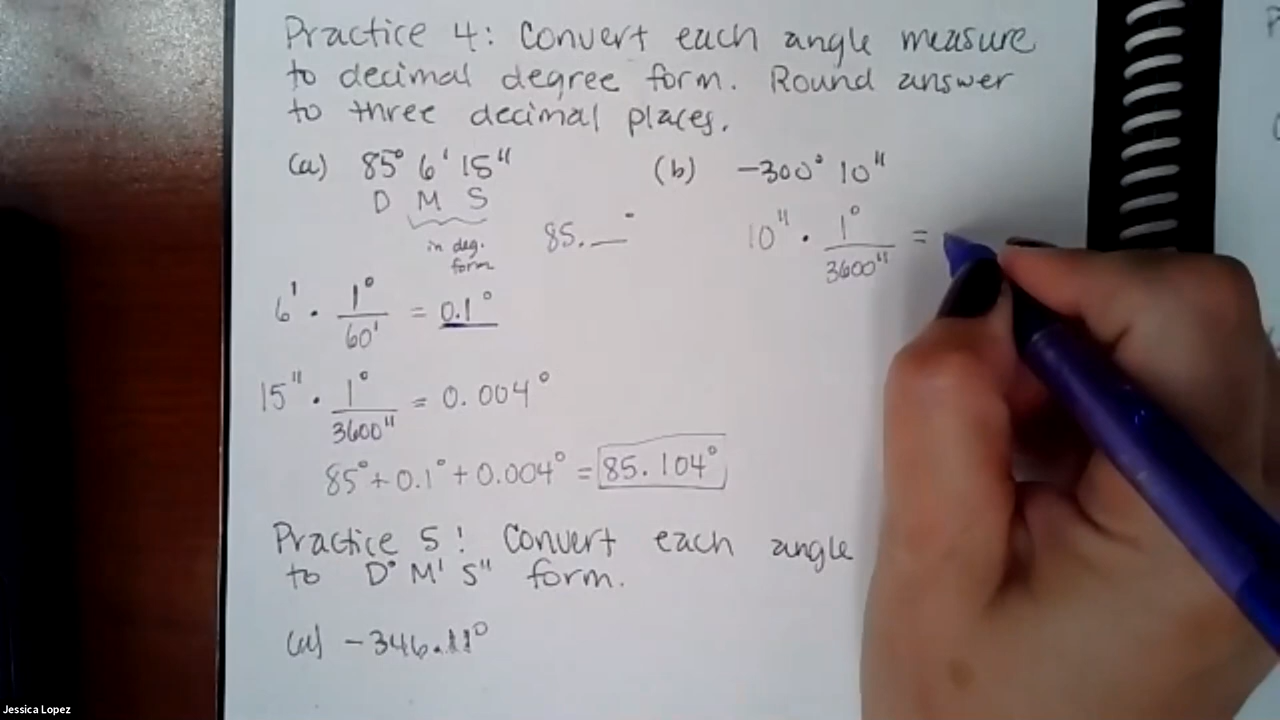 Practice 4: Convert each angle measure
to decimal degree form. Round answer
to three decimal places.
(a) 85° 6' 15"
D M S
in deg.
form
85.__°
6' · 1°/60' = 0.1°
15" · 1°/3600" = 0.004°
85° + 0.1° + 0.004° = 85.104°
(b) -300° 10"
10" · 1°/3600" =
Practice 5: Convert each angle
to D° M' S" form.
(a) -346.11°
Jessica Lopez